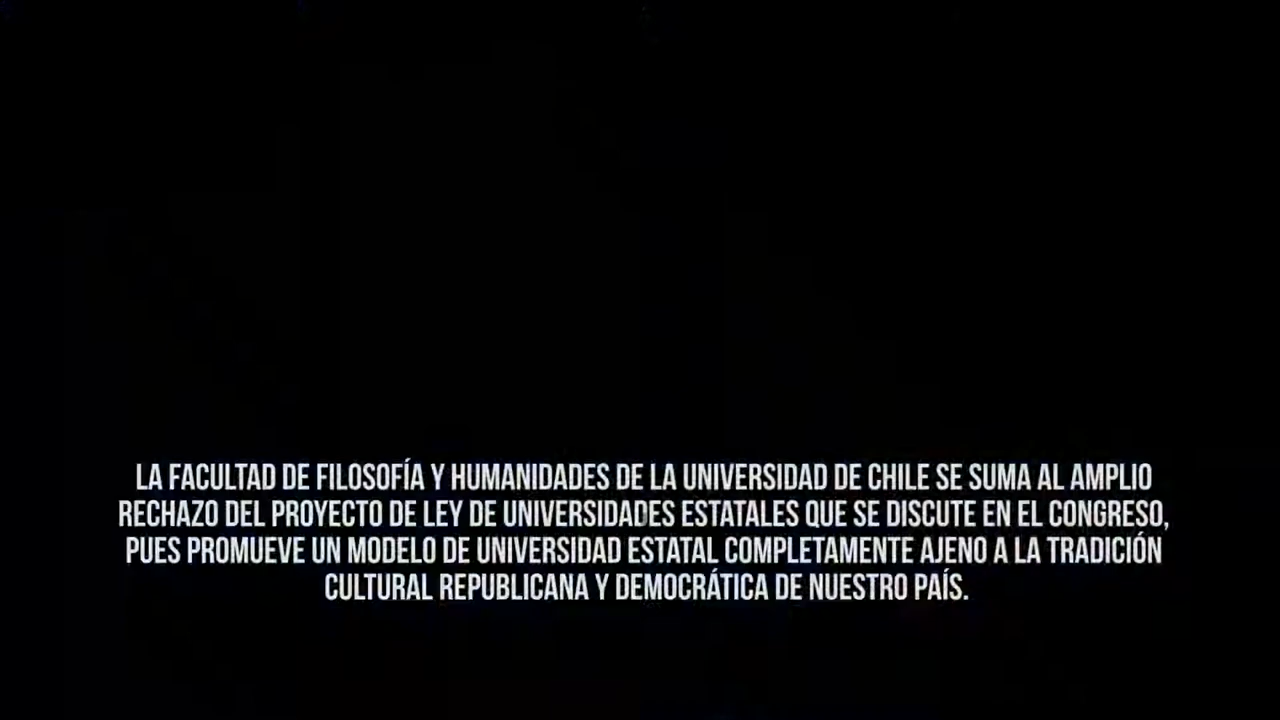 LA FACULTAD DE FILOSOFÍA Y HUMANIDADES DE LA UNIVERSIDAD DE CHILE SE SUMA AL AMPLIO
RECHAZO DEL PROYECTO DE LEY DE UNIVERSIDADES ESTATALES QUE SE DISCUTE EN EL CONGRESO,
PUES PROMUEVE UN MODELO DE UNIVERSIDAD ESTATAL COMPLETAMENTE AJENO A LA TRADICIÓN
CULTURAL REPUBLICANA Y DEMOCRÁTICA DE NUESTRO PAÍS.